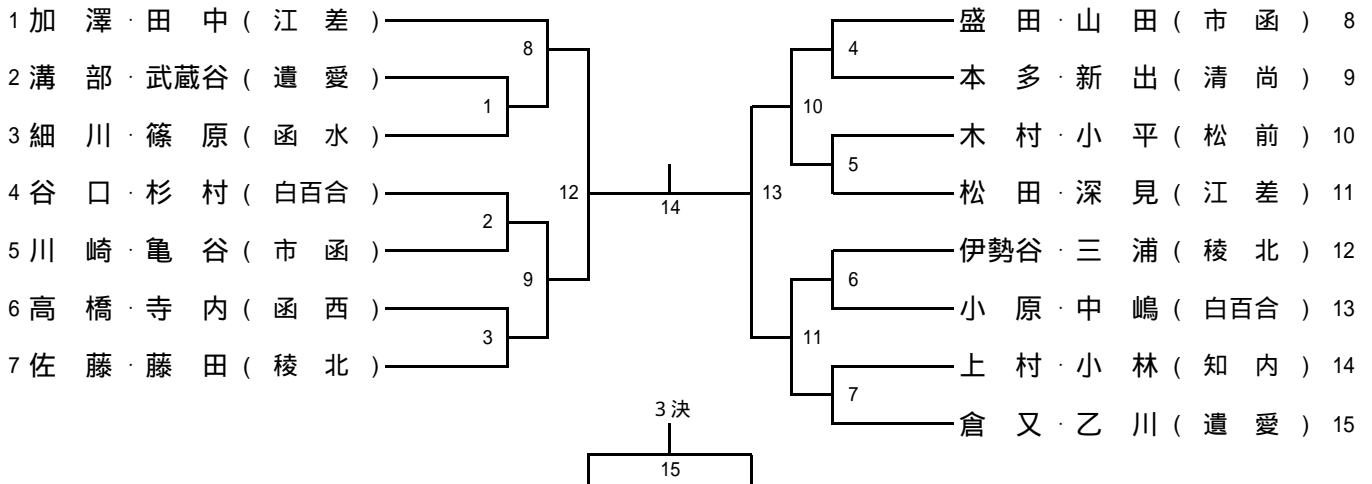 1 加 澤 · 田 中 ( 江 差 )
2 溝 部 · 武蔵谷 ( 遺 愛 )
3 細 川 · 篠 原 ( 函 水 )
4 谷 口 · 杉 村 ( 白百合 )
5 川 崎 · 亀 谷 ( 市 函 )
6 高 橋 · 寺 内 ( 函 西 )
7 佐 藤 · 藤 田 ( 稜 北 )
8
1
2
9
3
12
14
13
4
10
5
6
11
7
盛 田 · 山 田 ( 市 函 ) 8
本 多 · 新 出 ( 清 尚 ) 9
木 村 · 小 平 ( 松 前 ) 10
松 田 · 深 見 ( 江 差 ) 11
伊勢谷 · 三 浦 ( 稜 北 ) 12
小 原 · 中 嶋 ( 白百合 ) 13
上 村 · 小 林 ( 知 内 ) 14
倉 又 · 乙 川 ( 遺 愛 ) 15
3決
15